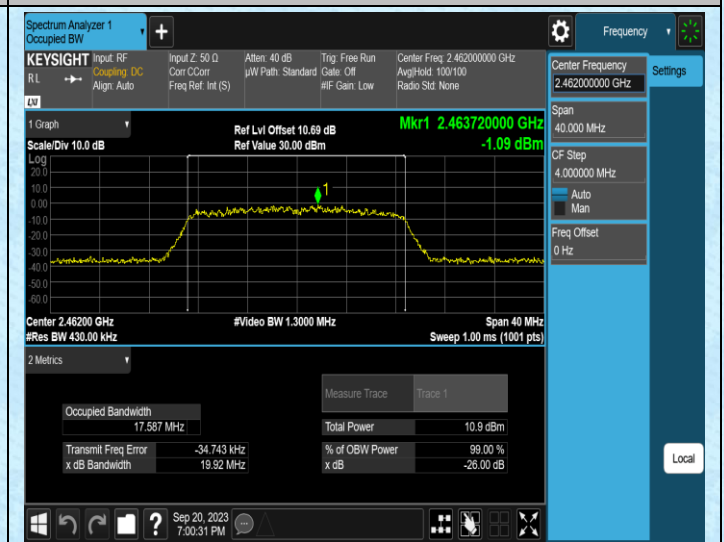 Spectrum Analyzer 1
Occupied BW
+
Frequency
KEYSIGHT
Input: RF
Coupling: DC
Align: Auto
Input Z: 50 Ω
Corr CCorr
Freq Ref: Int (S)
Atten: 40 dB
µW Path: Standard
Trig: Free Run
Gate: Off
#IF Gain: Low
Center Freq: 2.462000000 GHz
Avg|Hold: 100/100
Radio Std: None
R L
LXI
1 Graph
Scale/Div 10.0 dB
Ref Lvl Offset 10.69 dB
Ref Value 30.00 dBm
Mkr1 2.463720000 GHz
-1.09 dBm
Log
20.0
10.0
0.00
-10.0
-20.0
-30.0
-40.0
-50.0
-60.0
1
Center 2.46200 GHz
#Res BW 430.00 kHz
#Video BW 1.3000 MHz
Span 40 MHz
Sweep 1.00 ms (1001 pts)
2 Metrics
Measure Trace Trace 1
Occupied Bandwidth
17.587 MHz
Total Power 10.9 dBm
Transmit Freq Error -34.743 kHz
% of OBW Power 99.00 %
x dB Bandwidth 19.92 MHz
x dB -26.00 dB
Center Frequency
2.462000000 GHz
Settings
Span
40.000 MHz
CF Step
4.000000 MHz
Auto
Man
Freq Offset
0 Hz
Local
?
Sep 20, 2023
7:00:31 PM